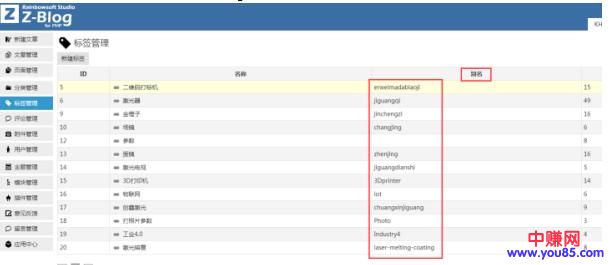 Rainbowsoft Studio
Z Z-Blog
for PHP
新建文章
文章管理
页面管理
分类管理
标签管理
评论管理
附件管理
用户管理
主题管理
模块管理
插件管理
意见反馈
留言管理
应用中心
标签管理
新建标签
ID 名称 别名
5 二维码打标机 erweimadabiaoji 15
6 激光器 jiguangqi 49
9 金橙子 jinchengzi 16
10 场镜 changjing 6
12 参数 8
13 振镜 zhenjing 16
14 激光电视 jiguangdianshi 5
15 3D打印机 3Dprinter 14
16 物联网 iot 6
17 创鑫激光 chuangxinjiguang 9
18 打照片参数 Photo 3
19 工业4.0 Industry4 4
20 激光熔覆 laser-melting-coating
中赚网
www.you85.com